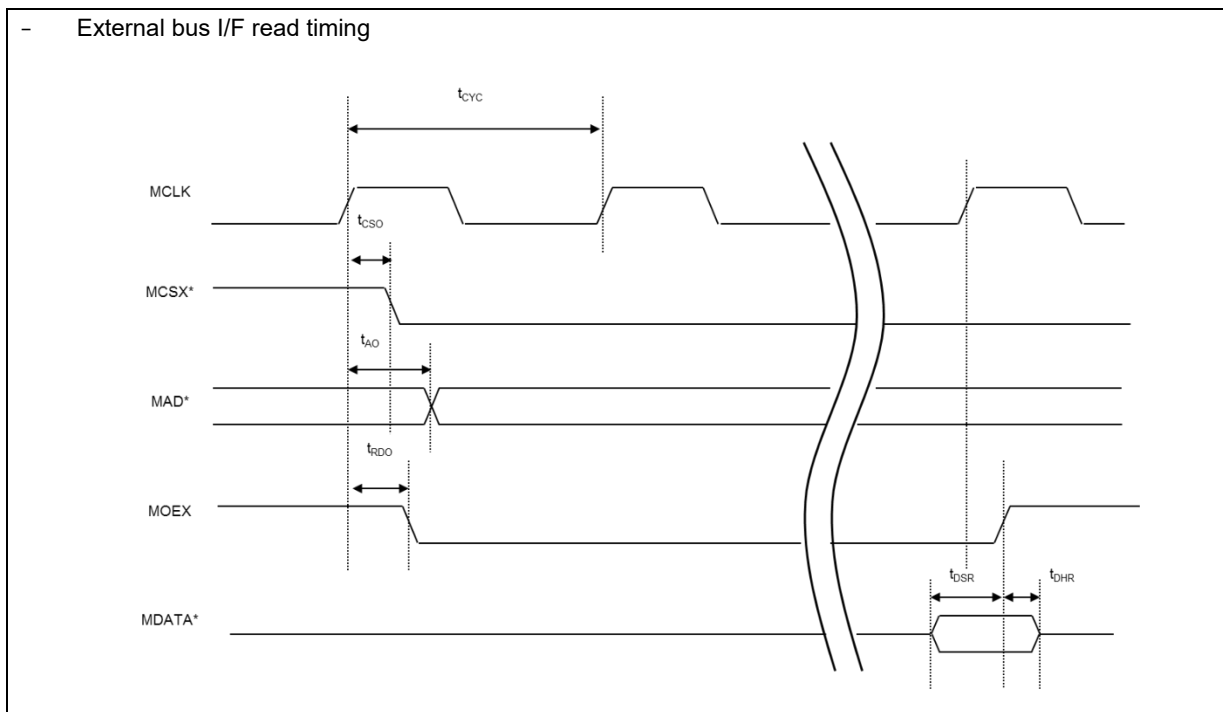 – External bus I/F read timing
tCYC
MCLK
tCSO
MCSX*
tAO
MAD*
tRDO
MOEX
tDSR tDHR
MDATA*